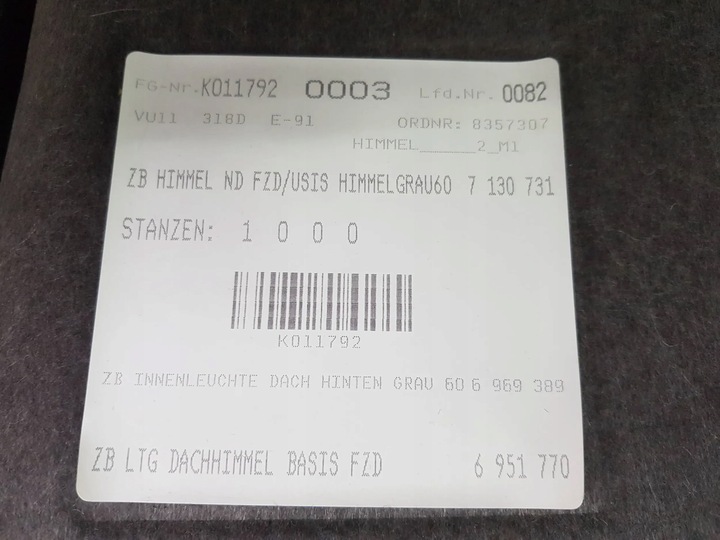 FG-Nr.K011792 0003 Lfd.Nr. 0082
VU11 318D E-91 ORDNR: 8357307
HIMMEL_____2_M1
ZB HIMMEL ND FZD/USIS HIMMELGRAU60 7 130 731
STANZEN: 1 0 0 0
K011792
ZB INNENLEUCHTE DACH HINTEN GRAU 60 6 969 389
ZB LTG DACHHIMMEL BASIS FZD 6 951 770